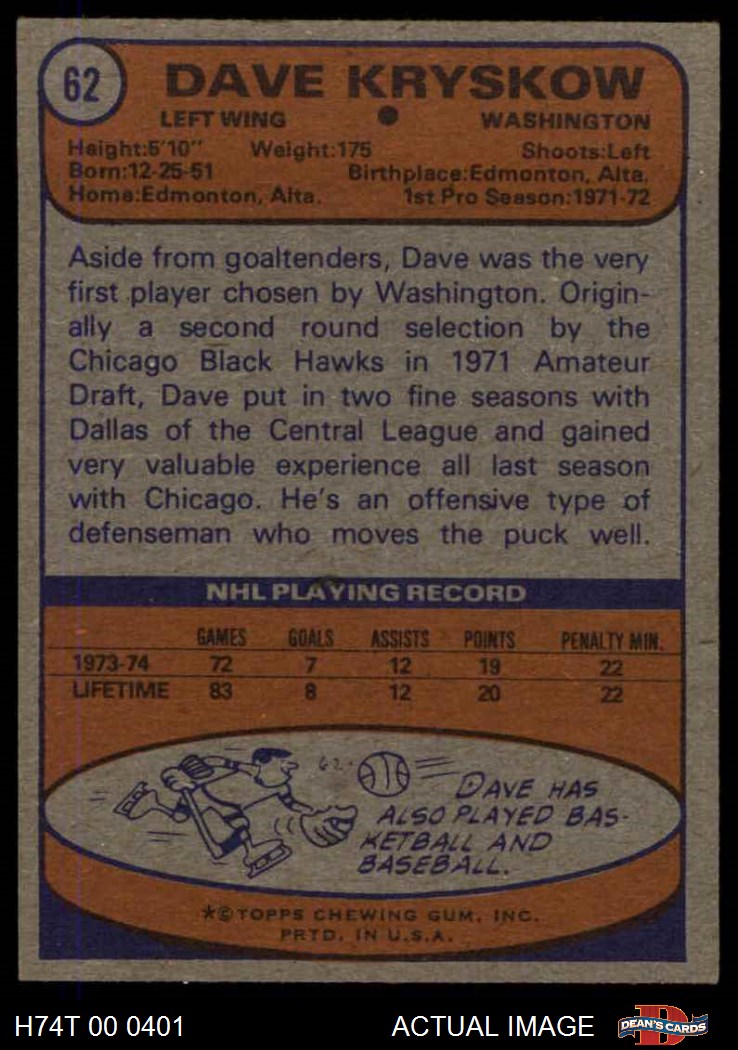 62
DAVE KRYSKOW
LEFT WING ● WASHINGTON
Height:5'10" Weight:175 Shoots:Left
Born:12-25-51 Birthplace:Edmonton, Alta.
Home:Edmonton, Alta. 1st Pro Season:1971-72
Aside from goaltenders, Dave was the very
first player chosen by Washington. Origin-
ally a second round selection by the
Chicago Black Hawks in 1971 Amateur
Draft, Dave put in two fine seasons with
Dallas of the Central League and gained
very valuable experience all last season
with Chicago. He's an offensive type of
defenseman who moves the puck well.
NHL PLAYING RECORD
GAMES GOALS ASSISTS POINTS PENALTY MIN.
1973-74 72 7 12 19 22
LIFETIME 83 8 12 20 22
62.
DAVE HAS
ALSO PLAYED BAS-
KETBALL AND
BASEBALL.
*©TOPPS CHEWING GUM, INC.
PRTD. IN U.S.A.
H74T 00 0401 ACTUAL IMAGE
D
DEAN'S CARDS